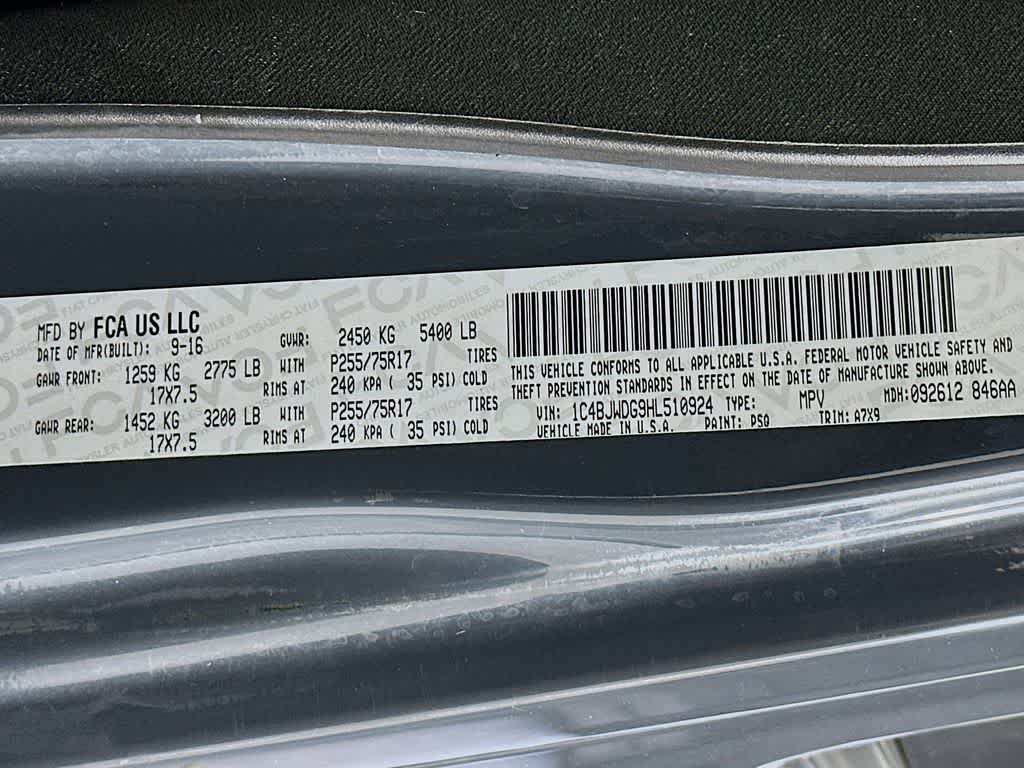 MFD BY FCA US LLC
DATE OF MFR(BUILT): 9-16 GVWR: 2450 KG 5400 LB
GAWR FRONT: 1259 KG 2775 LB WITH P255/75R17 TIRES
17X7.5 RIMS AT 240 KPA ( 35 PSI) COLD
GAWR REAR: 1452 KG 3200 LB WITH P255/75R17 TIRES
17X7.5 RIMS AT 240 KPA ( 35 PSI) COLD
THIS VEHICLE CONFORMS TO ALL APPLICABLE U.S.A. FEDERAL MOTOR VEHICLE SAFETY AND
THEFT PREVENTION STANDARDS IN EFFECT ON THE DATE OF MANUFACTURE SHOWN ABOVE.
VIN: 1C4BJWDG9HL510924 TYPE: MPV MDH:092612 846AA
VEHICLE MADE IN U.S.A. PAINT: PSQ TRIM: A7X9